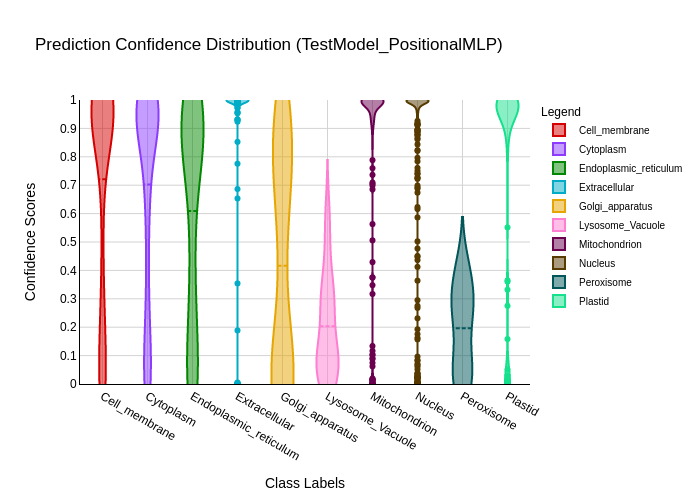 Prediction Confidence Distribution (TestModel_PositionalMLP)
Confidence Scores
1
0.9
0.8
0.7
0.6
0.5
0.4
0.3
0.2
0.1
0
Cell_membrane
Cytoplasm
Endoplasmic_reticulum
Extracellular
Golgi_apparatus
Lysosome_Vacuole
Mitochondrion
Nucleus
Peroxisome
Plastid
Class Labels
Legend
Cell_membrane
Cytoplasm
Endoplasmic_reticulum
Extracellular
Golgi_apparatus
Lysosome_Vacuole
Mitochondrion
Nucleus
Peroxisome
Plastid